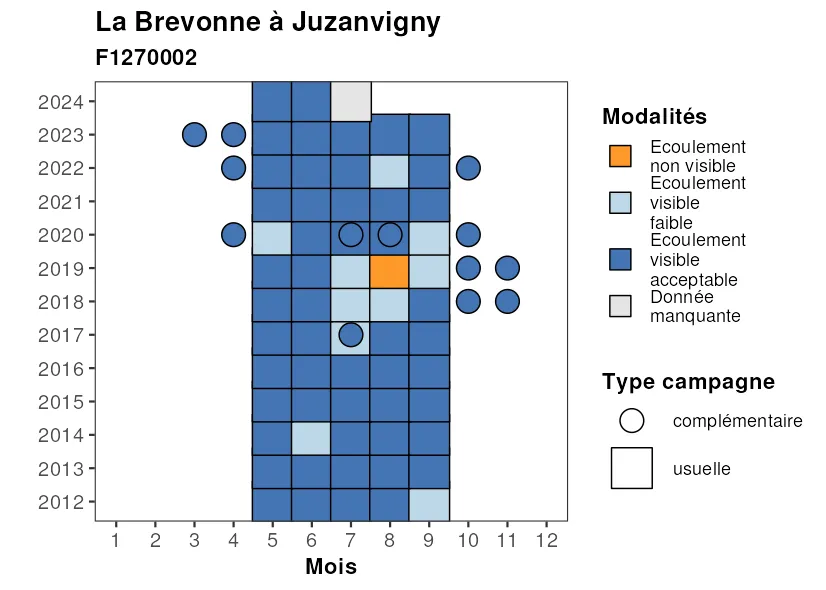 La Brevonne à Juzanvigny
F1270002
2024
2023
2022
2021
2020
2019
2018
2017
2016
2015
2014
2013
2012
1 2 3 4 5 6 7 8 9 10 11 12
Mois
Modalités
Ecoulement
non visible
Ecoulement
visible
faible
Ecoulement
visible
acceptable
Donnée
manquante
Type campagne
complémentaire
usuelle